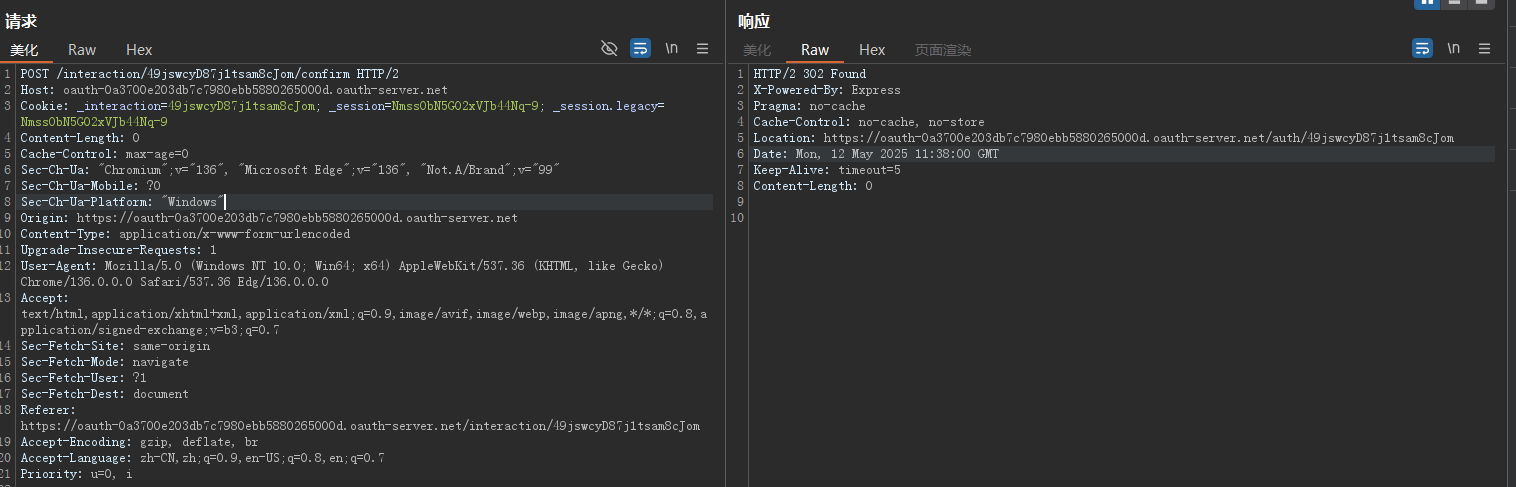 请求
美化 Raw Hex \n
1 POST /interaction/49jswcyD87j1tsam8cJom/confirm HTTP/2
2 Host: oauth-0a3700e203db7c7980ebb5880265000d.oauth-server.net
3 Cookie: _interaction=49jswcyD87j1tsam8cJom; _session=NmssObN5GO2xVJb44Nq-9; _session.legacy=
NmssObN5GO2xVJb44Nq-9
4 Content-Length: 0
5 Cache-Control: max-age=0
6 Sec-Ch-Ua: "Chromium";v="136", "Microsoft Edge";v="136", "Not.A/Brand";v="99"
7 Sec-Ch-Ua-Mobile: ?0
8 Sec-Ch-Ua-Platform: "Windows"
9 Origin: https://oauth-0a3700e203db7c7980ebb5880265000d.oauth-server.net
10 Content-Type: application/x-www-form-urlencoded
11 Upgrade-Insecure-Requests: 1
12 User-Agent: Mozilla/5.0 (Windows NT 10.0; Win64; x64) AppleWebKit/537.36 (KHTML, like Gecko)
Chrome/136.0.0.0 Safari/537.36 Edg/136.0.0.0
13 Accept:
text/html,application/xhtml+xml,application/xml;q=0.9,image/avif,image/webp,image/apng,*/*;q=0.8,a
pplication/signed-exchange;v=b3;q=0.7
14 Sec-Fetch-Site: same-origin
15 Sec-Fetch-Mode: navigate
16 Sec-Fetch-User: ?1
17 Sec-Fetch-Dest: document
18 Referer:
https://oauth-0a3700e203db7c7980ebb5880265000d.oauth-server.net/interaction/49jswcyD87j1tsam8cJom
19 Accept-Encoding: gzip, deflate, br
20 Accept-Language: zh-CN,zh;q=0.9,en-US;q=0.8,en;q=0.7
21 Priority: u=0, i
响应
美化 Raw Hex 页面渲染 \n
1 HTTP/2 302 Found
2 X-Powered-By: Express
3 Pragma: no-cache
4 Cache-Control: no-cache, no-store
5 Location: https://oauth-0a3700e203db7c7980ebb5880265000d.oauth-server.net/auth/49jswcyD87j1tsam8cJom
6 Date: Mon, 12 May 2025 11:38:00 GMT
7 Keep-Alive: timeout=5
8 Content-Length: 0
9
10